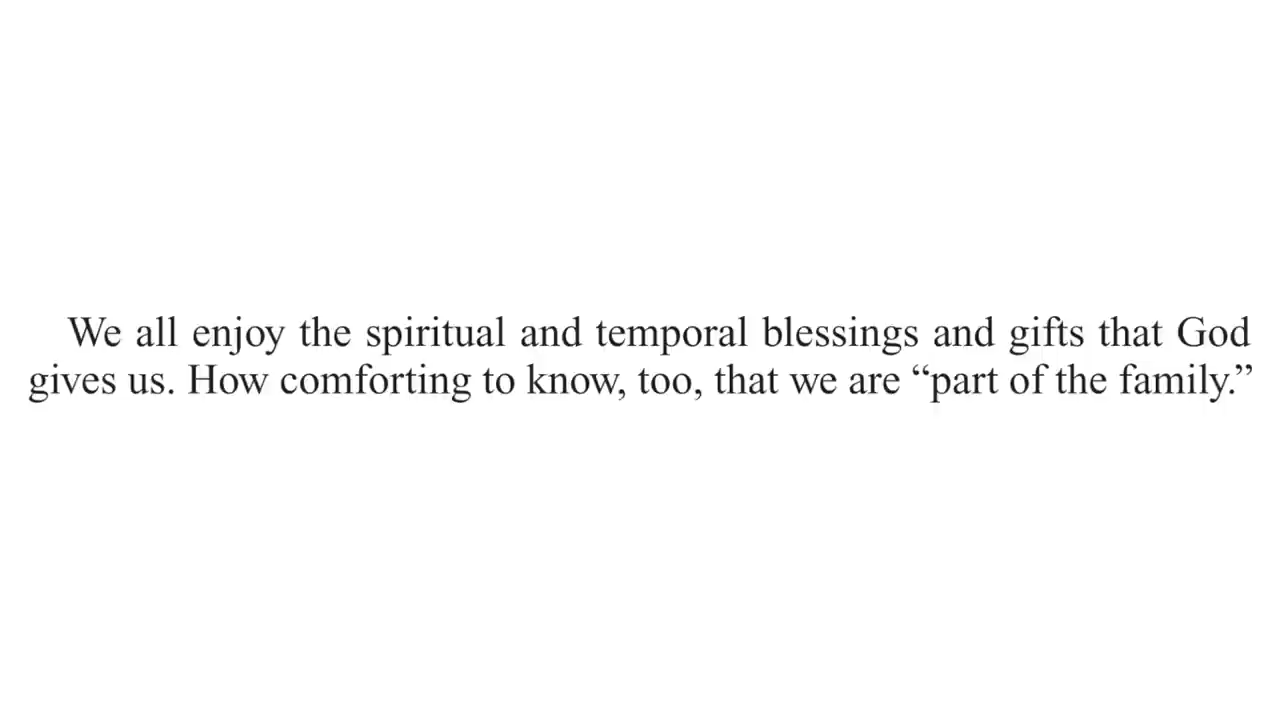 We all enjoy the spiritual and temporal blessings and gifts that God
gives us. How comforting to know, too, that we are “part of the family.”